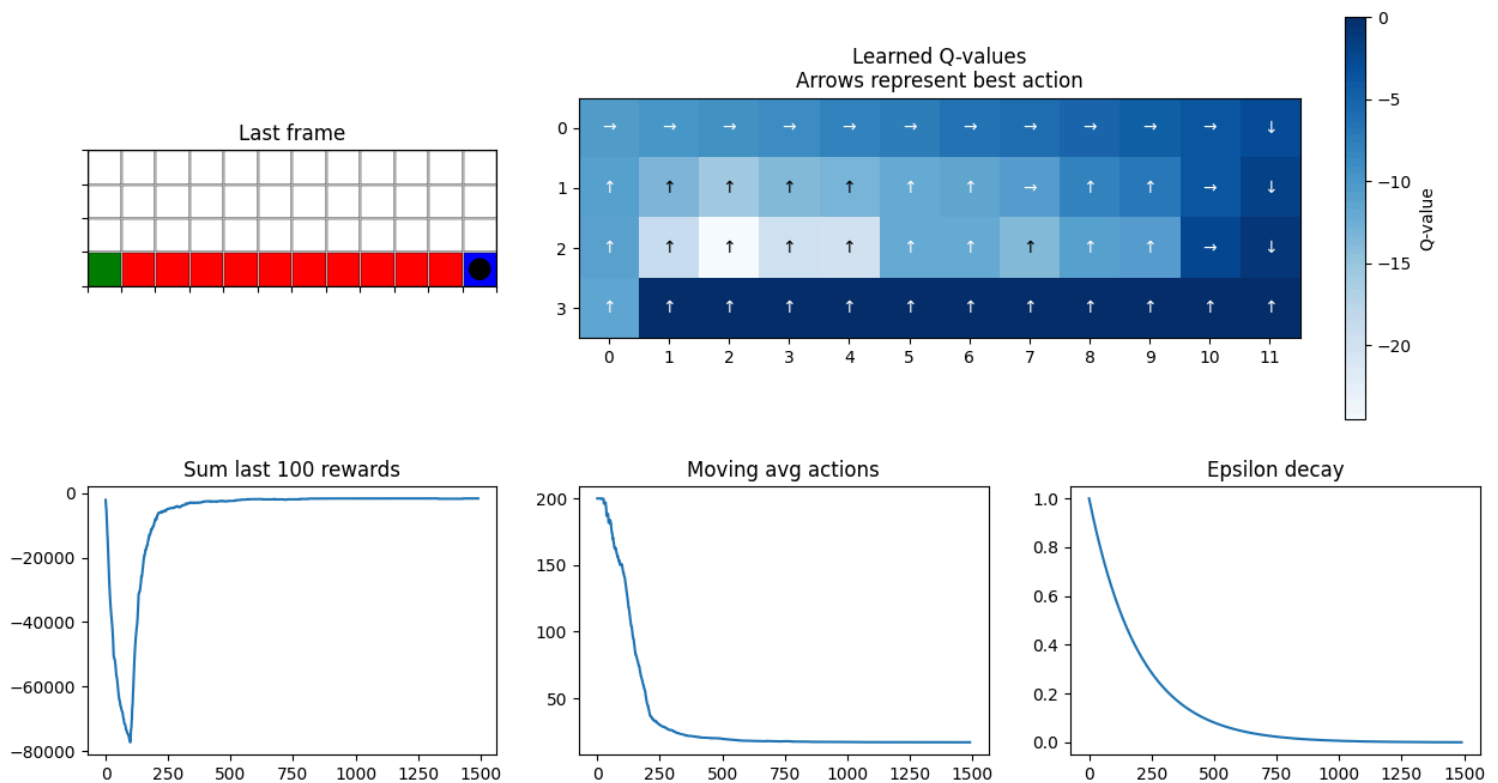 Last frame
Learned Q-values
Arrows represent best action
→ → → → → → → → → → → ↓
↑ ↑ ↑ ↑ ↑ ↑ ↑ → ↑ ↑ → ↓
↑ ↑ ↑ ↑ ↑ ↑ ↑ ↑ ↑ ↑ → ↓
↑ ↑ ↑ ↑ ↑ ↑ ↑ ↑ ↑ ↑ ↑ ↑
0
1
2
3
0 1 2 3 4 5 6 7 8 9 10 11
0
−5
−10
−15
−20
Q-value
Sum last 100 rewards
0
−20000
−40000
−60000
−80000
0 250 500 750 1000 1250 1500
Moving avg actions
200
150
100
50
0 250 500 750 1000 1250 1500
Epsilon decay
1.0
0.8
0.6
0.4
0.2
0.0
0 250 500 750 1000 1250 1500